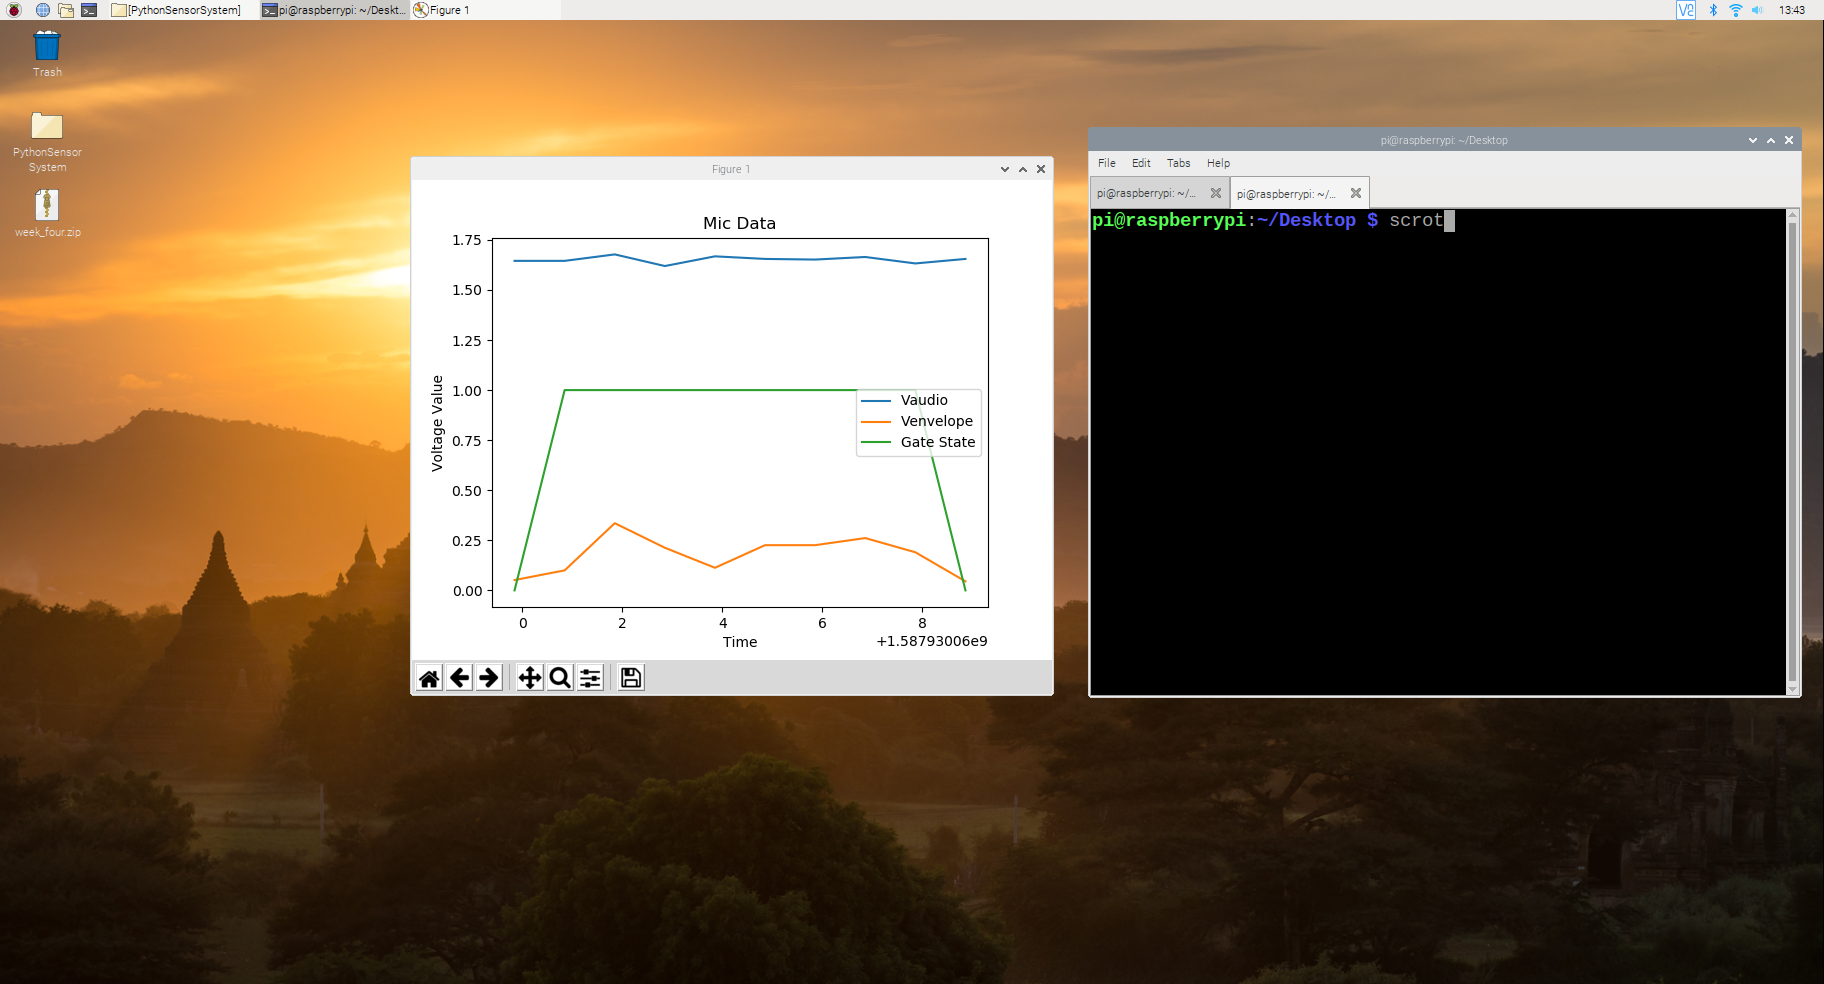 [PythonSensorSystem]
pi@raspberrypi: ~/Deskt...
Figure 1
V2
13:43
Trash
PythonSensor
System
week_four.zip
Figure 1
Mic Data
1.75
1.50
1.25
1.00
0.75
0.50
0.25
0.00
Voltage Value
Vaudio
Venvelope
Gate State
0 2 4 6 8
Time
+1.58793006e9
pi@raspberrypi: ~/Desktop
File Edit Tabs Help
pi@raspberrypi: ~/...
pi@raspberrypi: ~/...
pi@raspberrypi:~/Desktop $ scrot